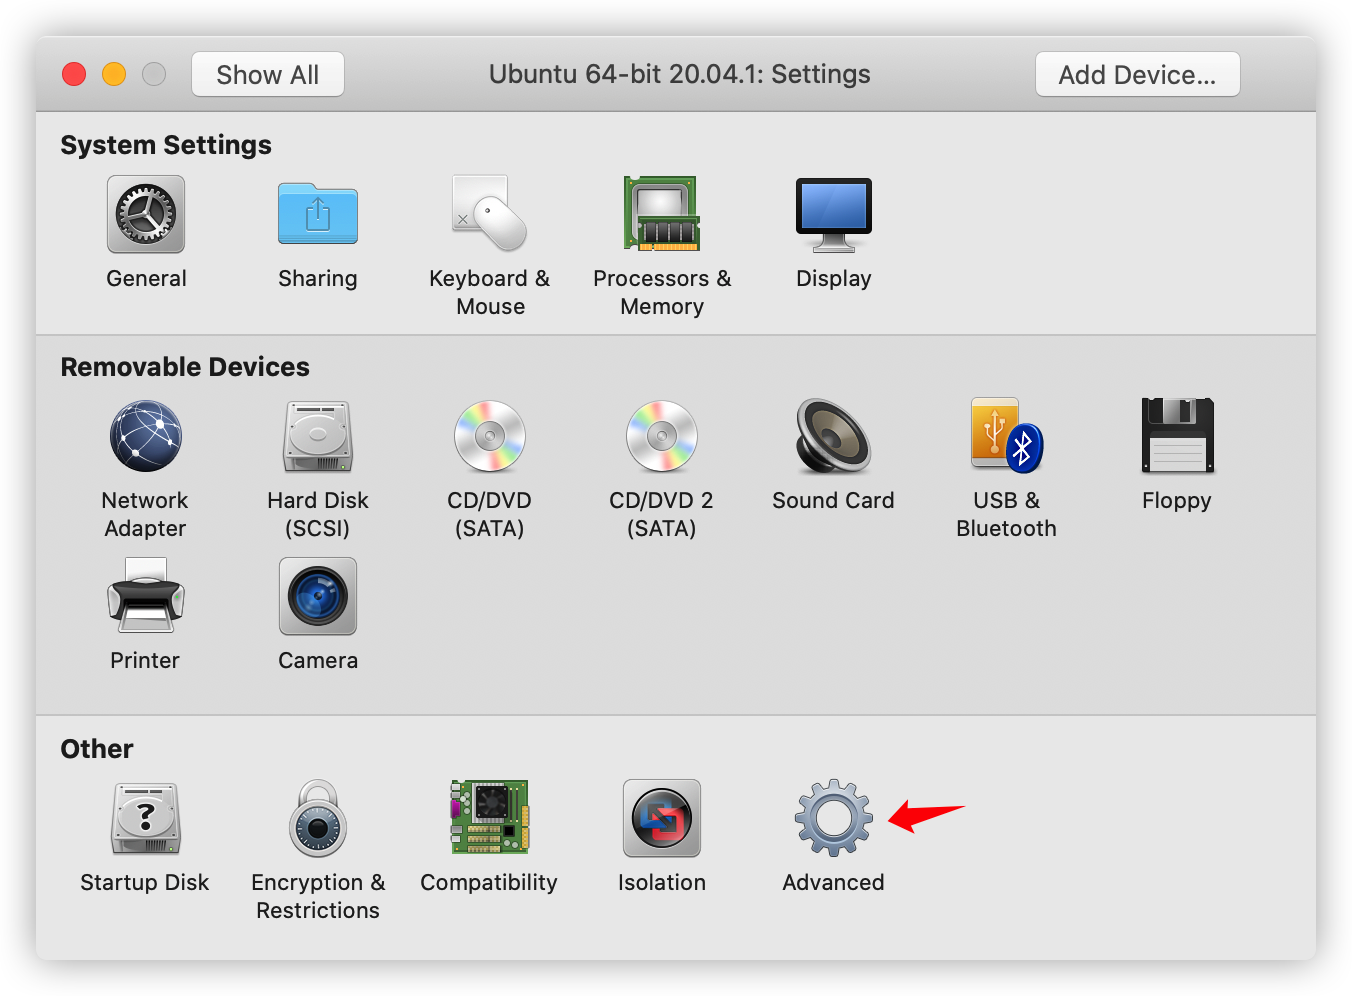 Show All
Ubuntu 64-bit 20.04.1: Settings
Add Device...
System Settings
General
Sharing
Keyboard &
Mouse
Processors &
Memory
Display
Removable Devices
Network
Adapter
Hard Disk
(SCSI)
CD/DVD
(SATA)
CD/DVD 2
(SATA)
Sound Card
USB &
Bluetooth
Floppy
Printer
Camera
Other
?
Startup Disk
Encryption &
Restrictions
Compatibility
Isolation
Advanced